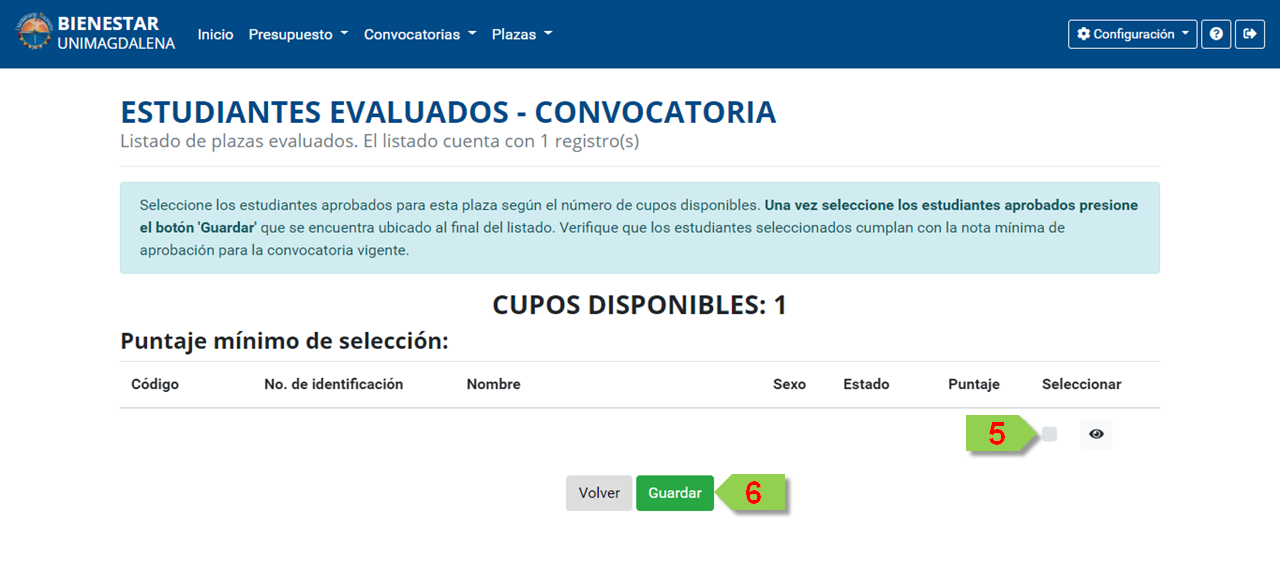 BIENESTAR
UNIMAGDALENA
Inicio Presupuesto Convocatorias Plazas
Configuración
ESTUDIANTES EVALUADOS - CONVOCATORIA
Listado de plazas evaluados. El listado cuenta con 1 registro(s)
Seleccione los estudiantes aprobados para esta plaza según el número de cupos disponibles. Una vez seleccione los estudiantes aprobados presione
el botón 'Guardar' que se encuentra ubicado al final del listado. Verifique que los estudiantes seleccionados cumplan con la nota mínima de
aprobación para la convocatoria vigente.
CUPOS DISPONIBLES: 1
Puntaje mínimo de selección:
Código No. de identificación Nombre Sexo Estado Puntaje Seleccionar
5
Volver Guardar 6